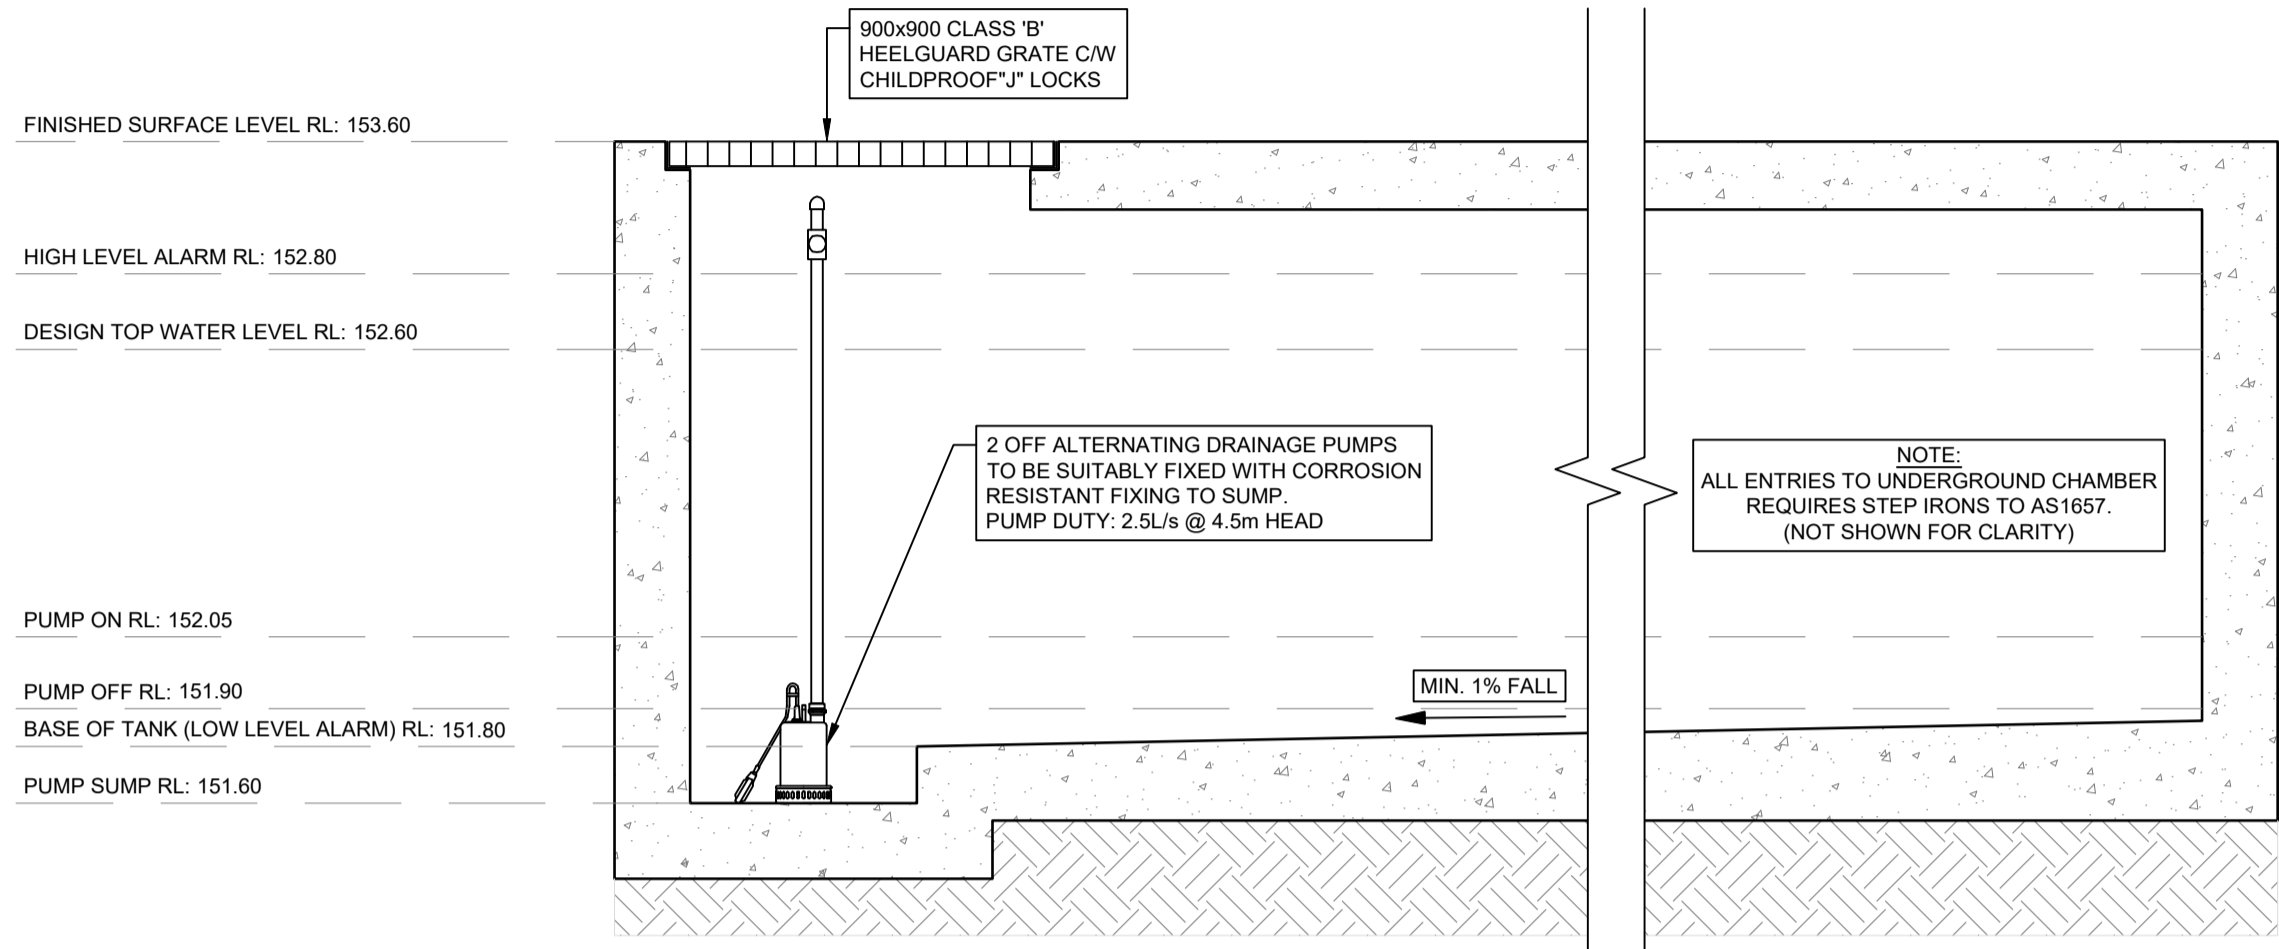 900x900 CLASS 'B'
HEELGUARD GRATE C/W
CHILDPROOF"J" LOCKS
FINISHED SURFACE LEVEL RL: 153.60
HIGH LEVEL ALARM RL: 152.80
DESIGN TOP WATER LEVEL RL: 152.60
2 OFF ALTERNATING DRAINAGE PUMPS
TO BE SUITABLY FIXED WITH CORROSION
RESISTANT FIXING TO SUMP.
PUMP DUTY: 2.5L/s @ 4.5m HEAD
NOTE:
ALL ENTRIES TO UNDERGROUND CHAMBER
REQUIRES STEP IRONS TO AS1657.
(NOT SHOWN FOR CLARITY)
PUMP ON RL: 152.05
MIN. 1% FALL
PUMP OFF RL: 151.90
BASE OF TANK (LOW LEVEL ALARM) RL: 151.80
PUMP SUMP RL: 151.60